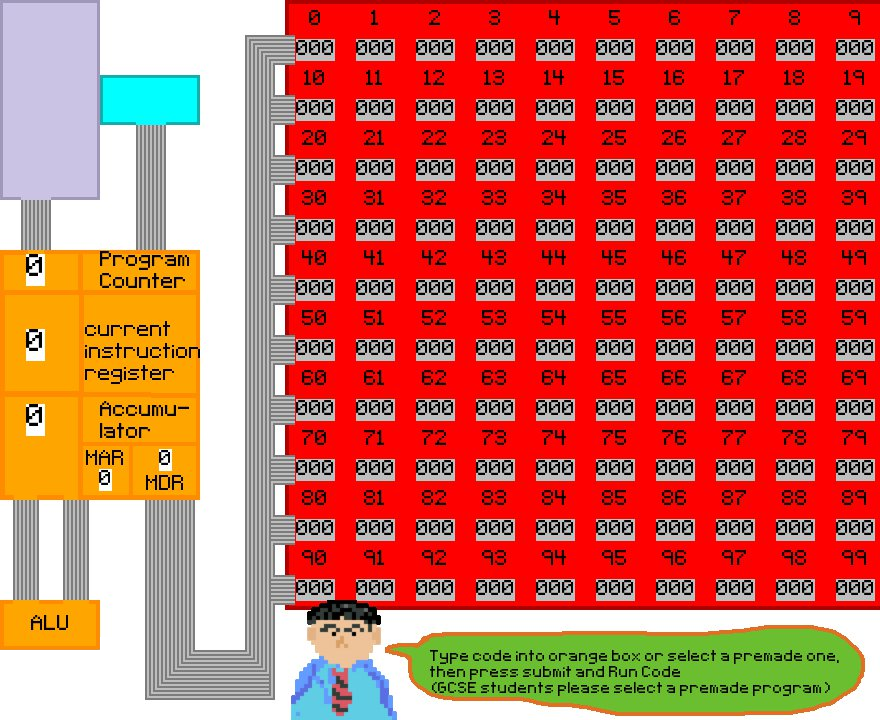 0 1 2 3 4 5 6 7 8 9
000 000 000 000 000 000 000 000 000 000
10 11 12 13 14 15 16 17 18 19
000 000 000 000 000 000 000 000 000 000
20 21 22 23 24 25 26 27 28 29
000 000 000 000 000 000 000 000 000 000
30 31 32 33 34 35 36 37 38 39
000 000 000 000 000 000 000 000 000 000
40 41 42 43 44 45 46 47 48 49
000 000 000 000 000 000 000 000 000 000
50 51 52 53 54 55 56 57 58 59
000 000 000 000 000 000 000 000 000 000
60 61 62 63 64 65 66 67 68 69
000 000 000 000 000 000 000 000 000 000
70 71 72 73 74 75 76 77 78 79
000 000 000 000 000 000 000 000 000 000
80 81 82 83 84 85 86 87 88 89
000 000 000 000 000 000 000 000 000 000
90 91 92 93 94 95 96 97 98 99
000 000 000 000 000 000 000 000 000 000
0 Program
Counter
current
0 instruction
register
0 Accumu-
lator
MAR 0
0 MDR
ALU
Type code into orange box or select a premade one,
then press submit and Run Code
(GCSE students please select a premade program)